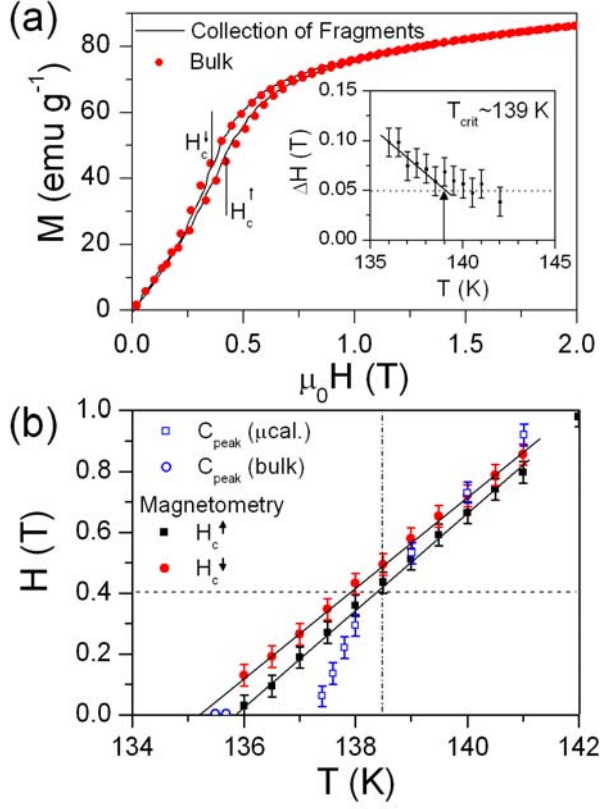 (a)
Collection of Fragments
Bulk
H_c↓
H_c↑
M (emu g⁻¹)
80
60
40
20
0
0.0 0.5 1.0 1.5 2.0
μ₀H (T)
T_crit~139 K
ΔH (T)
0.15
0.10
0.05
0.00
135 140 145
T (K)
(b)
C_peak (μcal.)
C_peak (bulk)
Magnetometry
H_c↑
H_c↓
H (T)
1.0
0.8
0.6
0.4
0.2
0.0
134 136 138 140 142
T (K)